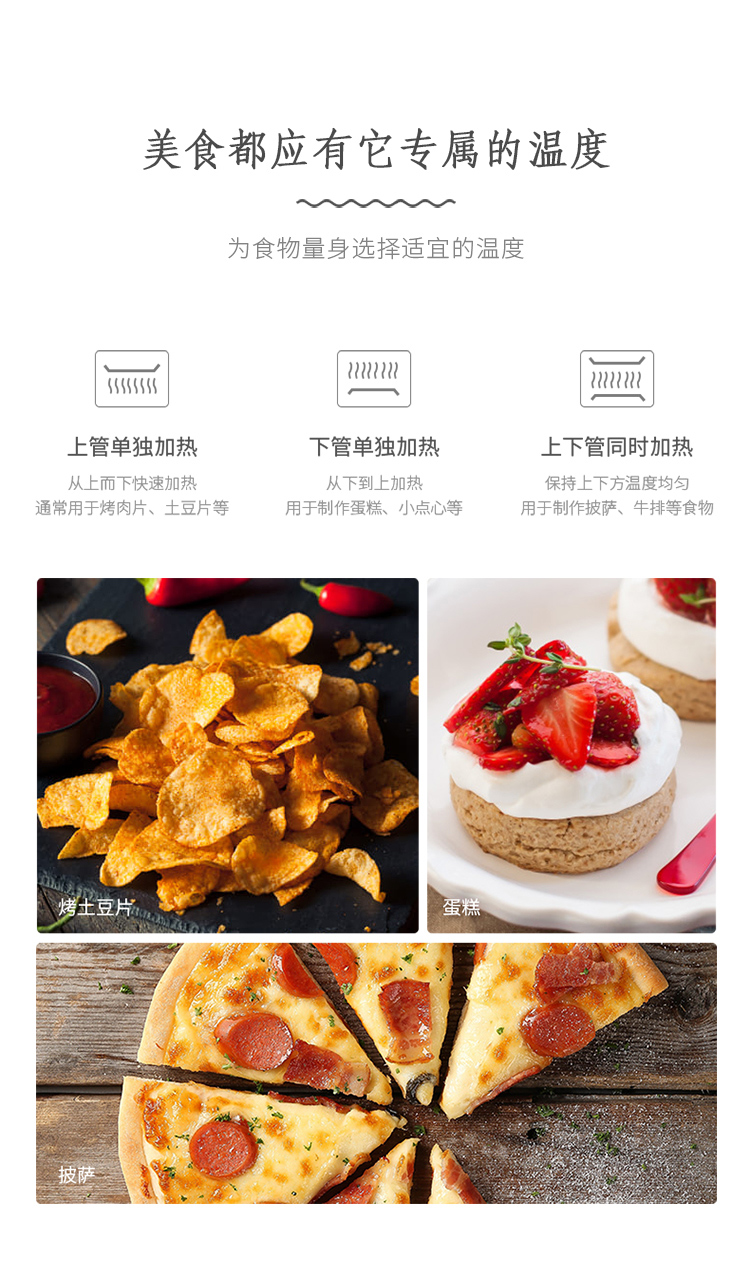 美食都应有它专属的温度
为食物量身选择适宜的温度
上管单独加热
从上而下快速加热
通常用于烤肉片、土豆片等
下管单独加热
从下到上加热
用于制作蛋糕、小点心等
上下管同时加热
保持上下方温度均匀
用于制作披萨、牛排等食物
烤土豆片
蛋糕
披萨